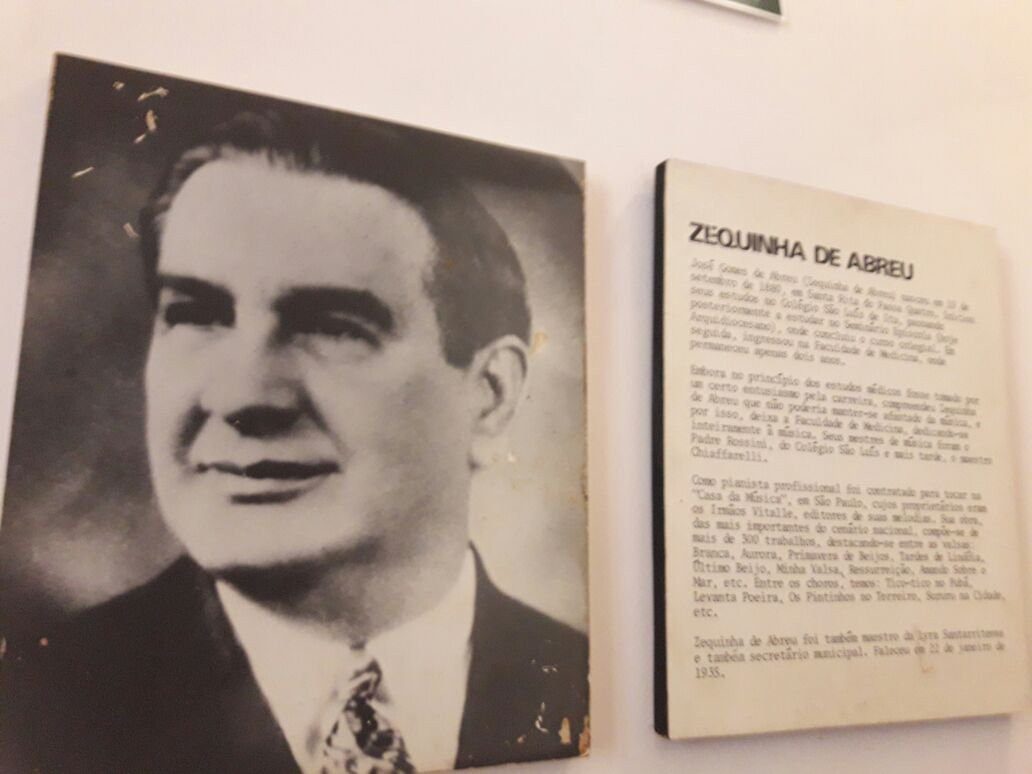 ZEQUINHA DE ABREU
José Gomes de Abreu (Zequinha de Abreu) nasceu em 19 de
setembro de 1880, em Santa Rita do Passa Quatro. Iniciou
seus estudos no Colégio São Luís de Itu, passando
posteriormente a estudar no Seminário Episcopal (hoje
Arquidiocesano), onde concluiu o curso colegial. Em
seguida, ingressou na Faculdade de Medicina, onde
permaneceu apenas dois anos.
Embora no princípio dos estudos médicos fosse tomado por
um certo entusiasmo pela carreira, compreendeu Zequinha
de Abreu que não poderia manter-se afastado da música, e
por isso, deixa a Faculdade de Medicina, dedicando-se
inteiramente à música. Seus mestres de música foram o
Padre Rossini, do Colégio São Luís e mais tarde, o maestro
Chiaffarelli.
Como pianista profissional foi contratado para tocar na
"Casa da Música", em São Paulo, cujos proprietários eram
os Irmãos Vitalle, editores de suas melodias. Sua obra,
das mais importantes do cenário nacional, compõe-se de
mais de 300 trabalhos, destacando-se entre as valsas:
Branca, Aurora, Primavera de Beijos, Tardes de Lindóia,
Último Beijo, Minha Valsa, Ressurreição, Amando Sobre o
Mar, etc. Entre os choros, temos: Tico-tico no Fubá,
Levanta Poeira, Os Pintinhos no Terreiro, Sururu na Cidade,
etc.
Zequinha de Abreu foi também maestro da Lyra Santarritense
e também secretário municipal. Faleceu em 22 de janeiro de
1935.